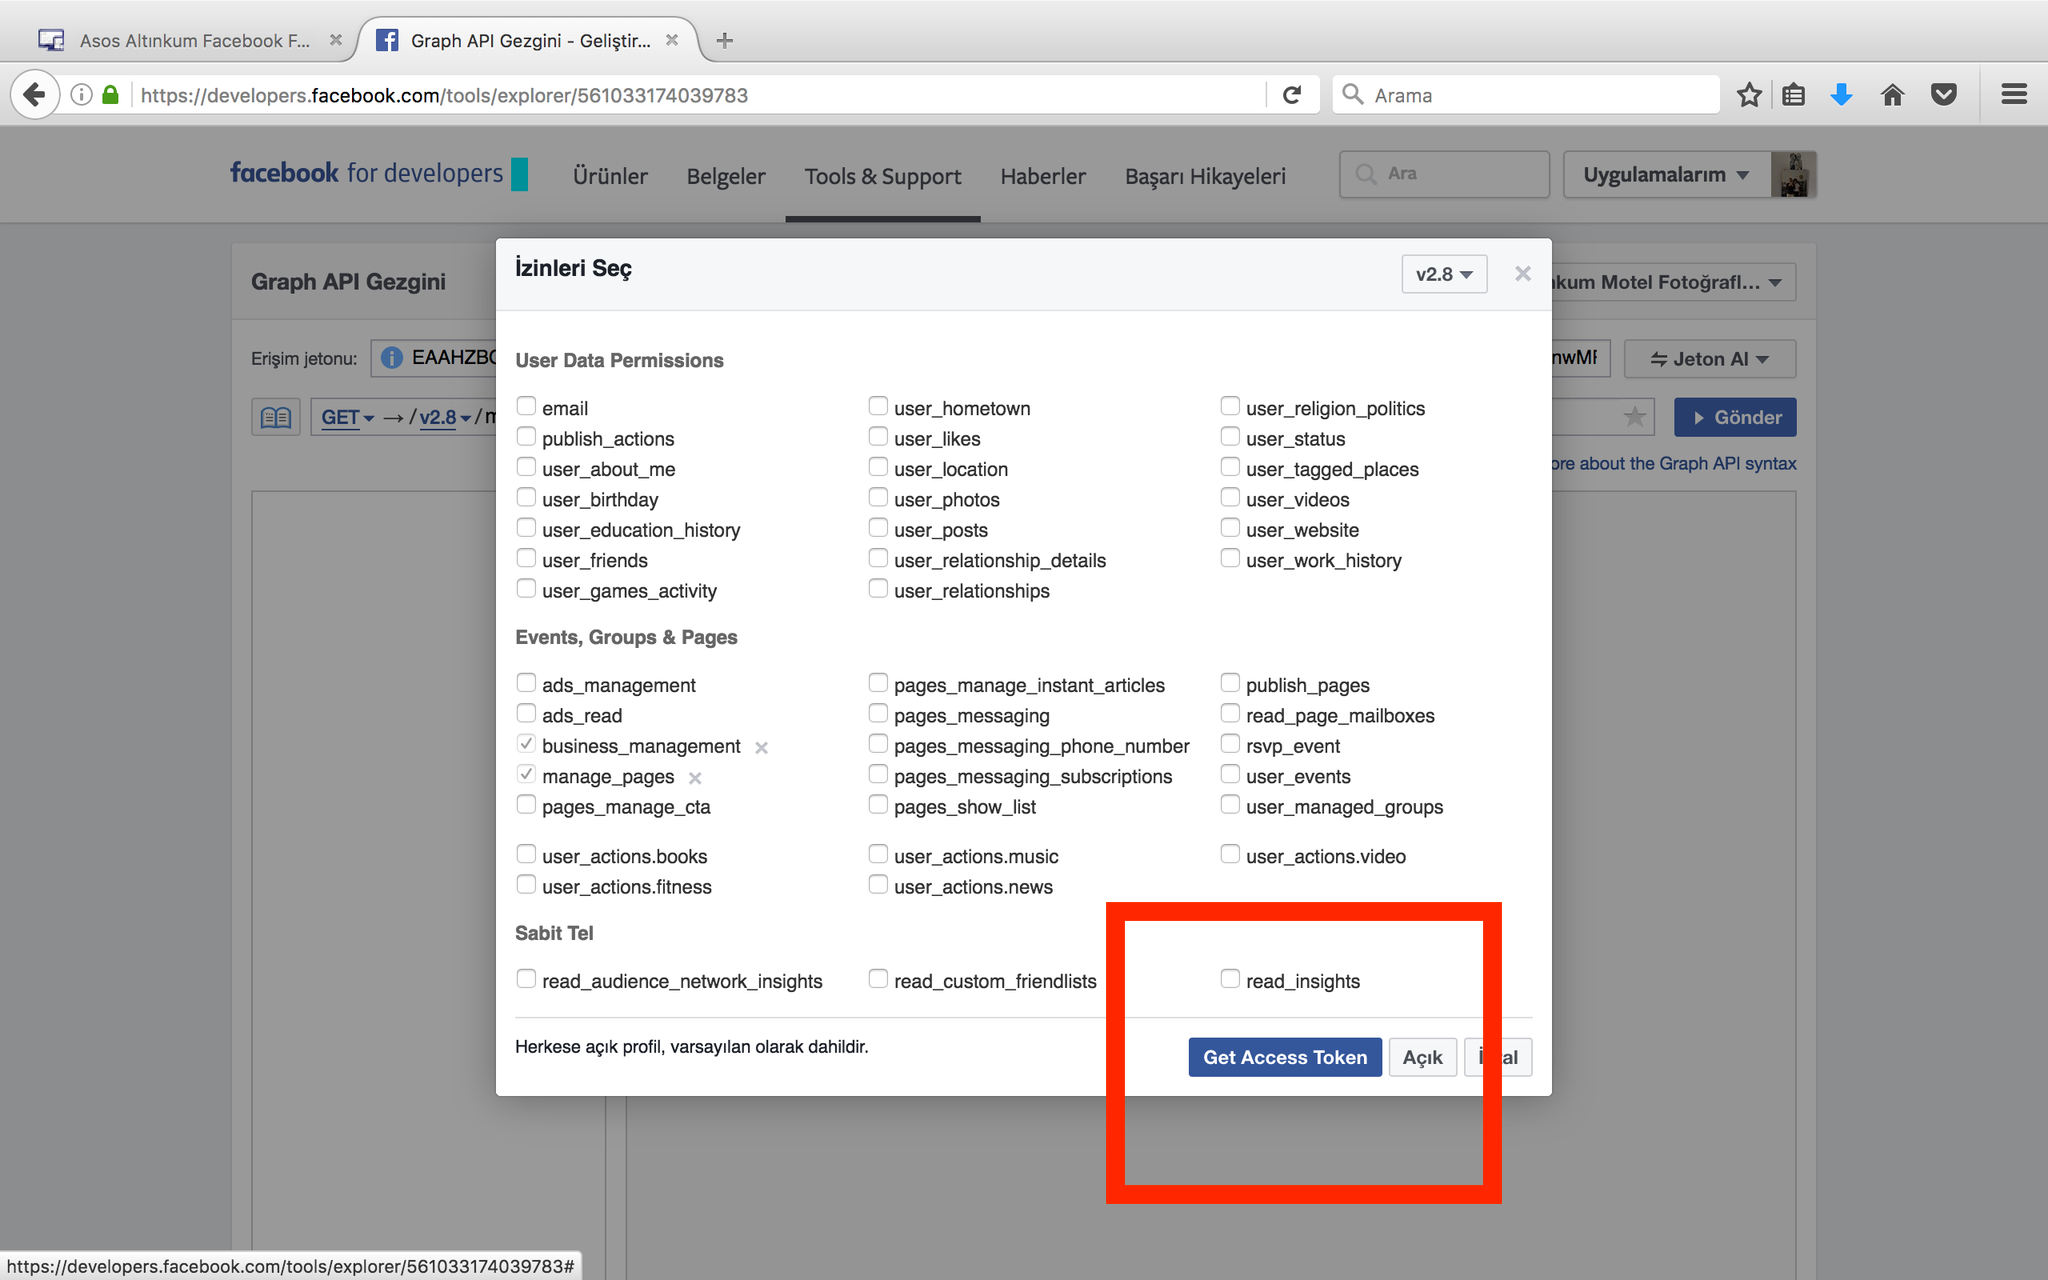 Asos Altınkum Facebook F...
Graph API Gezgini - Geliştir...
https://developers.facebook.com/tools/explorer/561033174039783
Arama
facebook for developers
Ürünler
Belgeler
Tools & Support
Haberler
Başarı Hikayeleri
Ara
Uygulamalarım
Graph API Gezgini
İzinleri Seç
v2.8
kum Motel Fotoğrafl...
Erişim jetonu:
EAAHZB
nwM
Jeton Al
GET → / v2.8 / m
Gönder
ore about the Graph API syntax
User Data Permissions
email
user_hometown
user_religion_politics
publish_actions
user_likes
user_status
user_about_me
user_location
user_tagged_places
user_birthday
user_photos
user_videos
user_education_history
user_posts
user_website
user_friends
user_relationship_details
user_work_history
user_games_activity
user_relationships
Events, Groups & Pages
ads_management
pages_manage_instant_articles
publish_pages
ads_read
pages_messaging
read_page_mailboxes
business_management
pages_messaging_phone_number
rsvp_event
manage_pages
pages_messaging_subscriptions
user_events
pages_manage_cta
pages_show_list
user_managed_groups
user_actions.books
user_actions.music
user_actions.video
user_actions.fitness
user_actions.news
Sabit Tel
read_audience_network_insights
read_custom_friendlists
read_insights
Herkese açık profil, varsayılan olarak dahildir.
Get Access Token
Açık
https://developers.facebook.com/tools/explorer/561033174039783#